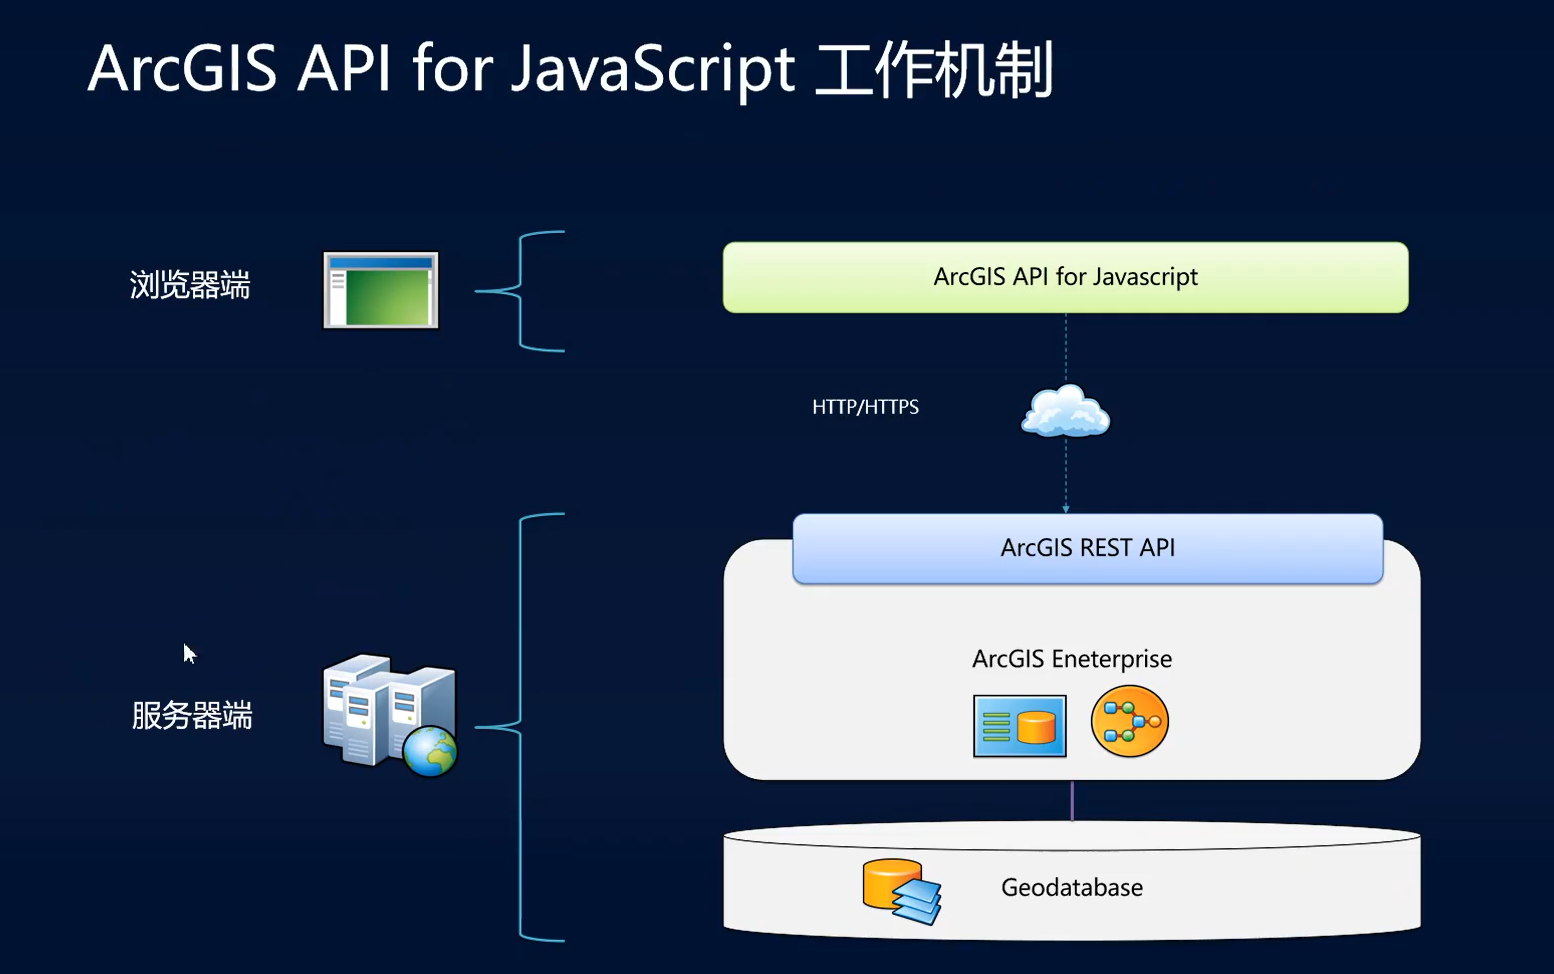 ArcGIS API for JavaScript 工作机制
浏览器端
ArcGIS API for Javascript
HTTP/HTTPS
ArcGIS REST API
ArcGIS Eneterprise
服务器端
Geodatabase